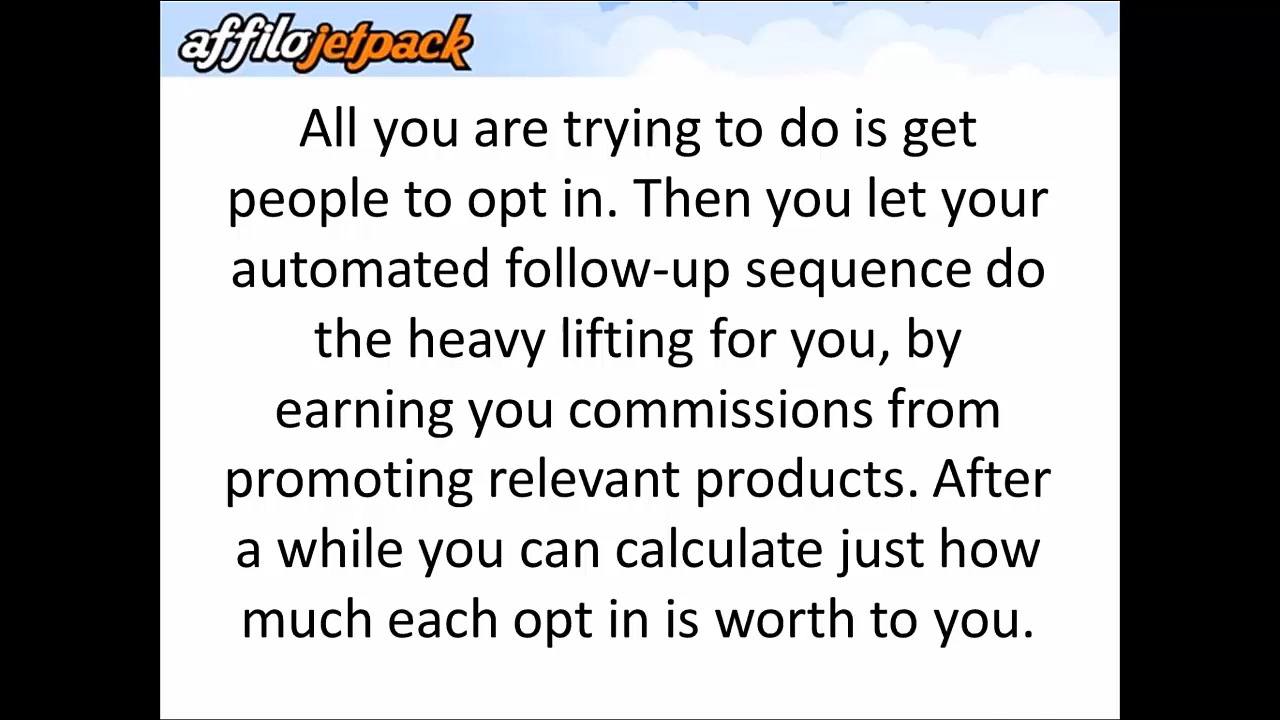 affilojetpack
All you are trying to do is get
people to opt in. Then you let your
automated follow-up sequence do
the heavy lifting for you, by
earning you commissions from
promoting relevant products. After
a while you can calculate just how
much each opt in is worth to you.